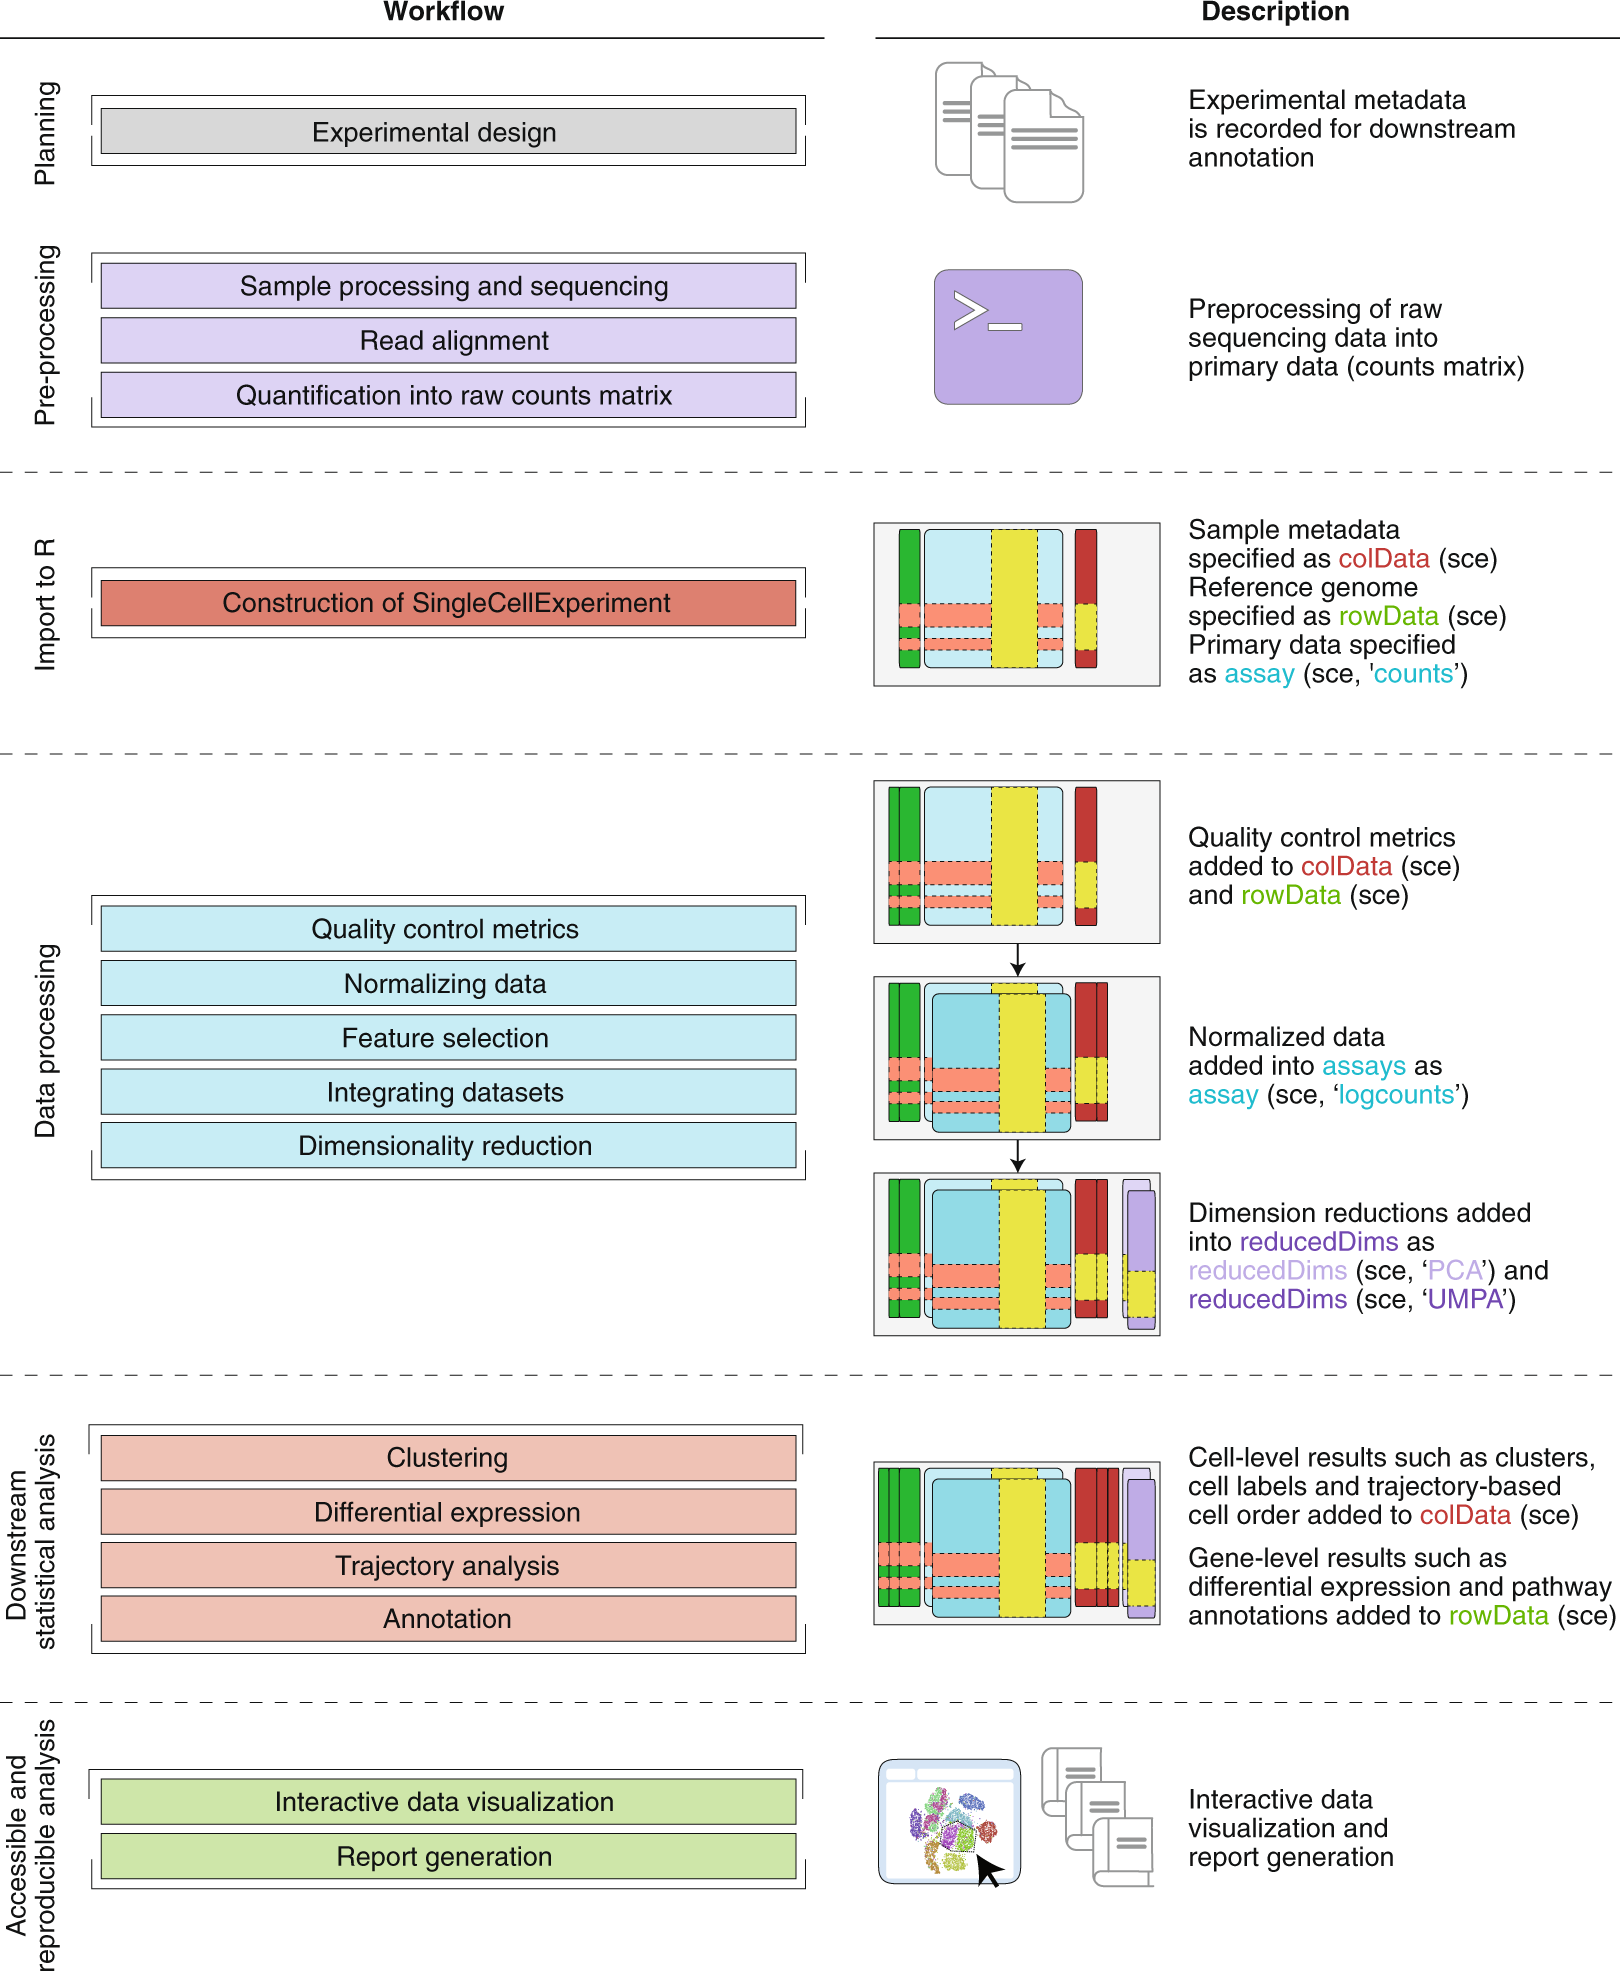 Workflow
Description
Planning
Experimental design
Experimental metadata
is recorded for downstream
annotation
Pre-processing
Sample processing and sequencing
Read alignment
Quantification into raw counts matrix
>_
Preprocessing of raw
sequencing data into
primary data (counts matrix)
Import to R
Construction of SingleCellExperiment
Sample metadata
specified as colData (sce)
Reference genome
specified as rowData (sce)
Primary data specified
as assay (sce, 'counts’)
Data processing
Quality control metrics
Normalizing data
Feature selection
Integrating datasets
Dimensionality reduction
Quality control metrics
added to colData (sce)
and rowData (sce)
Normalized data
added into assays as
assay (sce, ‘logcounts’)
Dimension reductions added
into reducedDims as
reducedDims (sce, ‘PCA’) and
reducedDims (sce, ‘UMPA’)
Downstream
statistical analysis
Clustering
Differential expression
Trajectory analysis
Annotation
Cell-level results such as clusters,
cell labels and trajectory-based
cell order added to colData (sce)
Gene-level results such as
differential expression and pathway
annotations added to rowData (sce)
Accessible and
reproducible analysis
Interactive data visualization
Report generation
Interactive data
visualization and
report generation